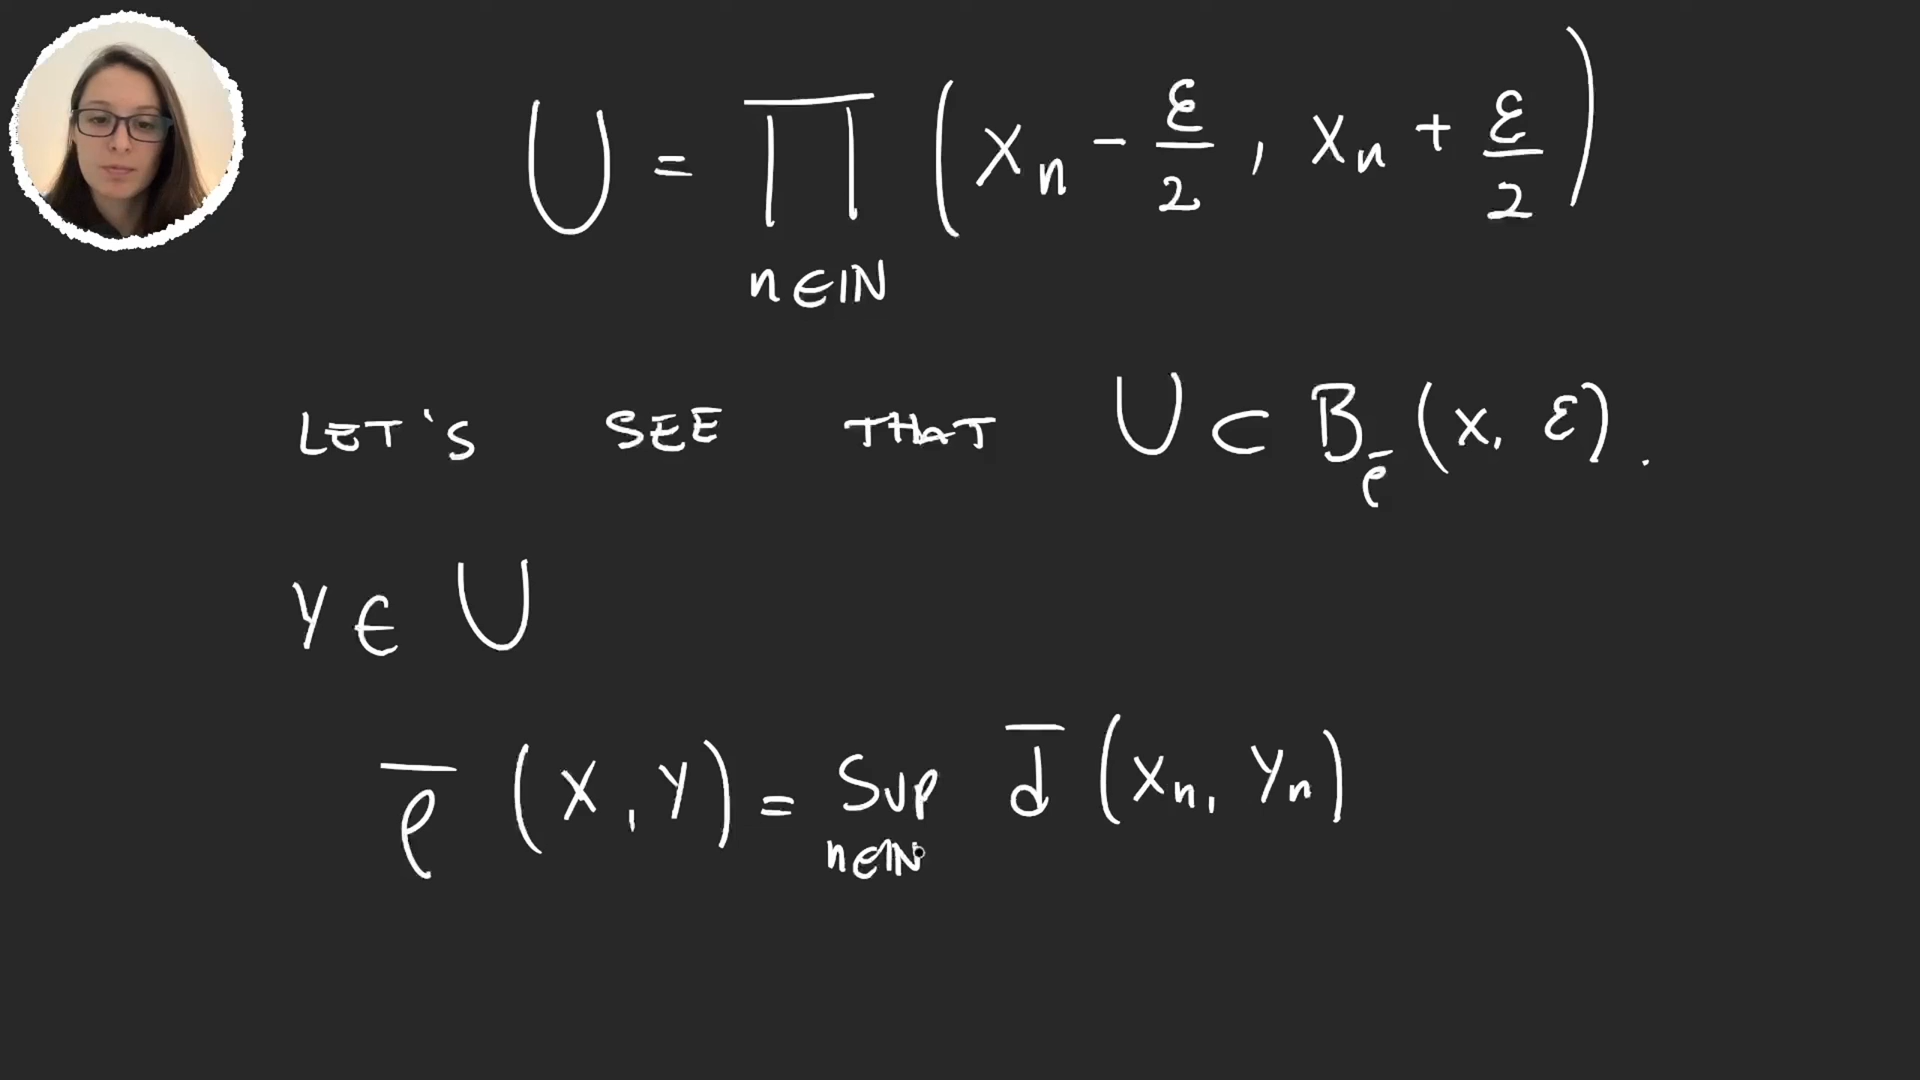 U = ∏ (xₙ - ε/2, xₙ + ε/2)
n∈ℕ
LET'S SEE THAT U ⊂ B_ρ̄ (x, ε).
y ∈ U
ρ̄ (x, y) = Sup d̄ (xₙ, yₙ)
n∈ℕ